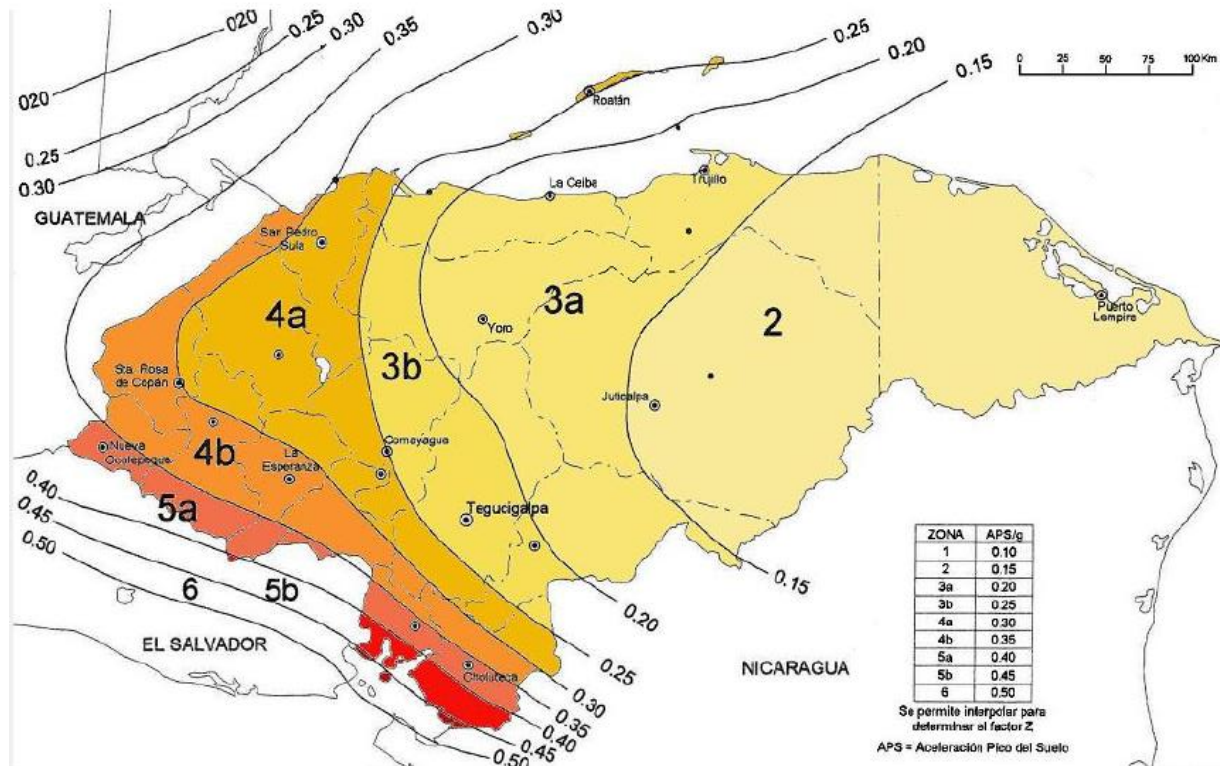 020
0.25
0.30
0.35
0.30
0.25
0.20
0.15
0 25 50 100 Km
020
0.25
0.30
GUATEMALA
Roatán
La Ceiba
Trujillo
San Pedro
Sula
4a
3a
2
Puerto
Lempira
Yoro
3b
Sta. Rosa
de Copán
Juticalpa
Nueva
Ocotepeque
4b
La
Esperanza
Comayagua
5a
Tegucigalpa
0.40
0.45
0.50
6
5b
0.15
0.20
EL SALVADOR
Choluteca
NICARAGUA
0.25
0.30
0.35
0.40
0.45
0.50
ZONA APS/g
1 0.10
2 0.15
3a 0.20
3b 0.25
4a 0.30
4b 0.35
5a 0.40
5b 0.45
6 0.50
Se permite interpolar para
determinar el factor Z
APS = Aceleración Pico del Suelo